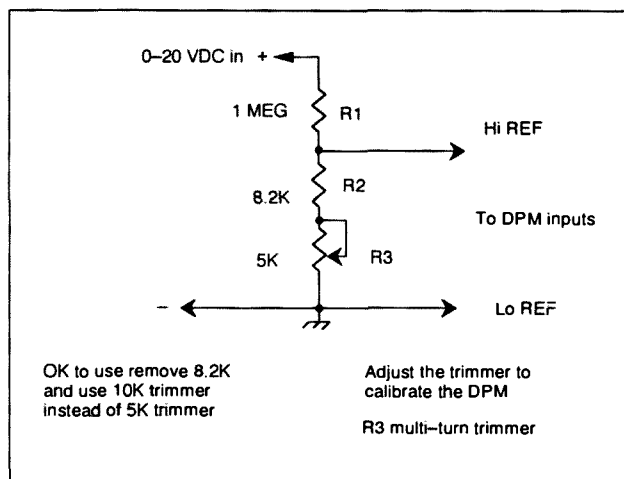 0–20 VDC in +
1 MEG R1
Hi REF
R2
8.2K
To DPM inputs
5K R3
– Lo REF
OK to use remove 8.2K
and use 10K trimmer
instead of 5K trimmer
Adjust the trimmer to
calibrate the DPM
R3 multi–turn trimmer